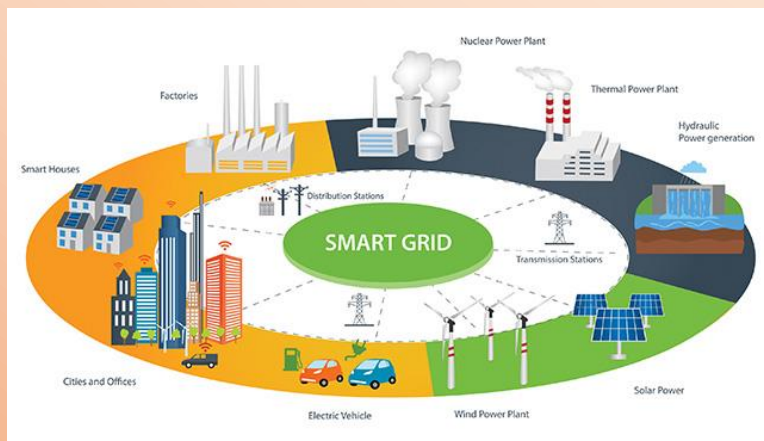 Nuclear Power Plant
Factories
Thermal Power Plant
Hydraulic
Power generation
Smart Houses
Distribution Stations
SMART GRID
Transmission Stations
Cities and Offices
Electric Vehicle
Wind Power Plant
Solar Power